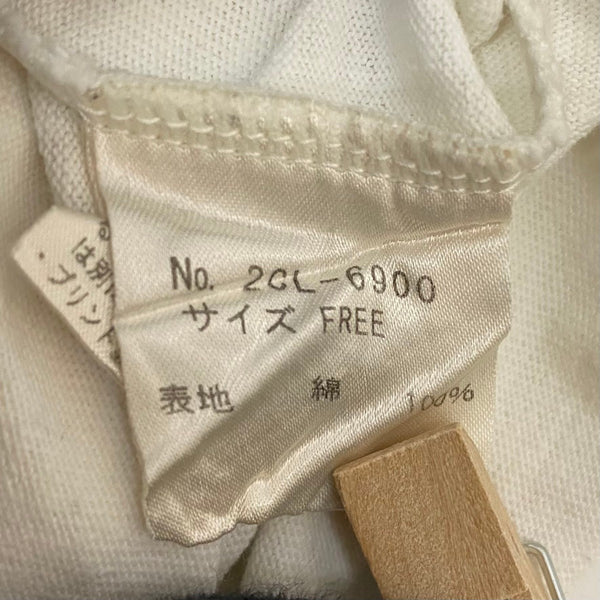 No. 2CL-6900
サイズ FREE
表地 綿 100%
は別
・プリント